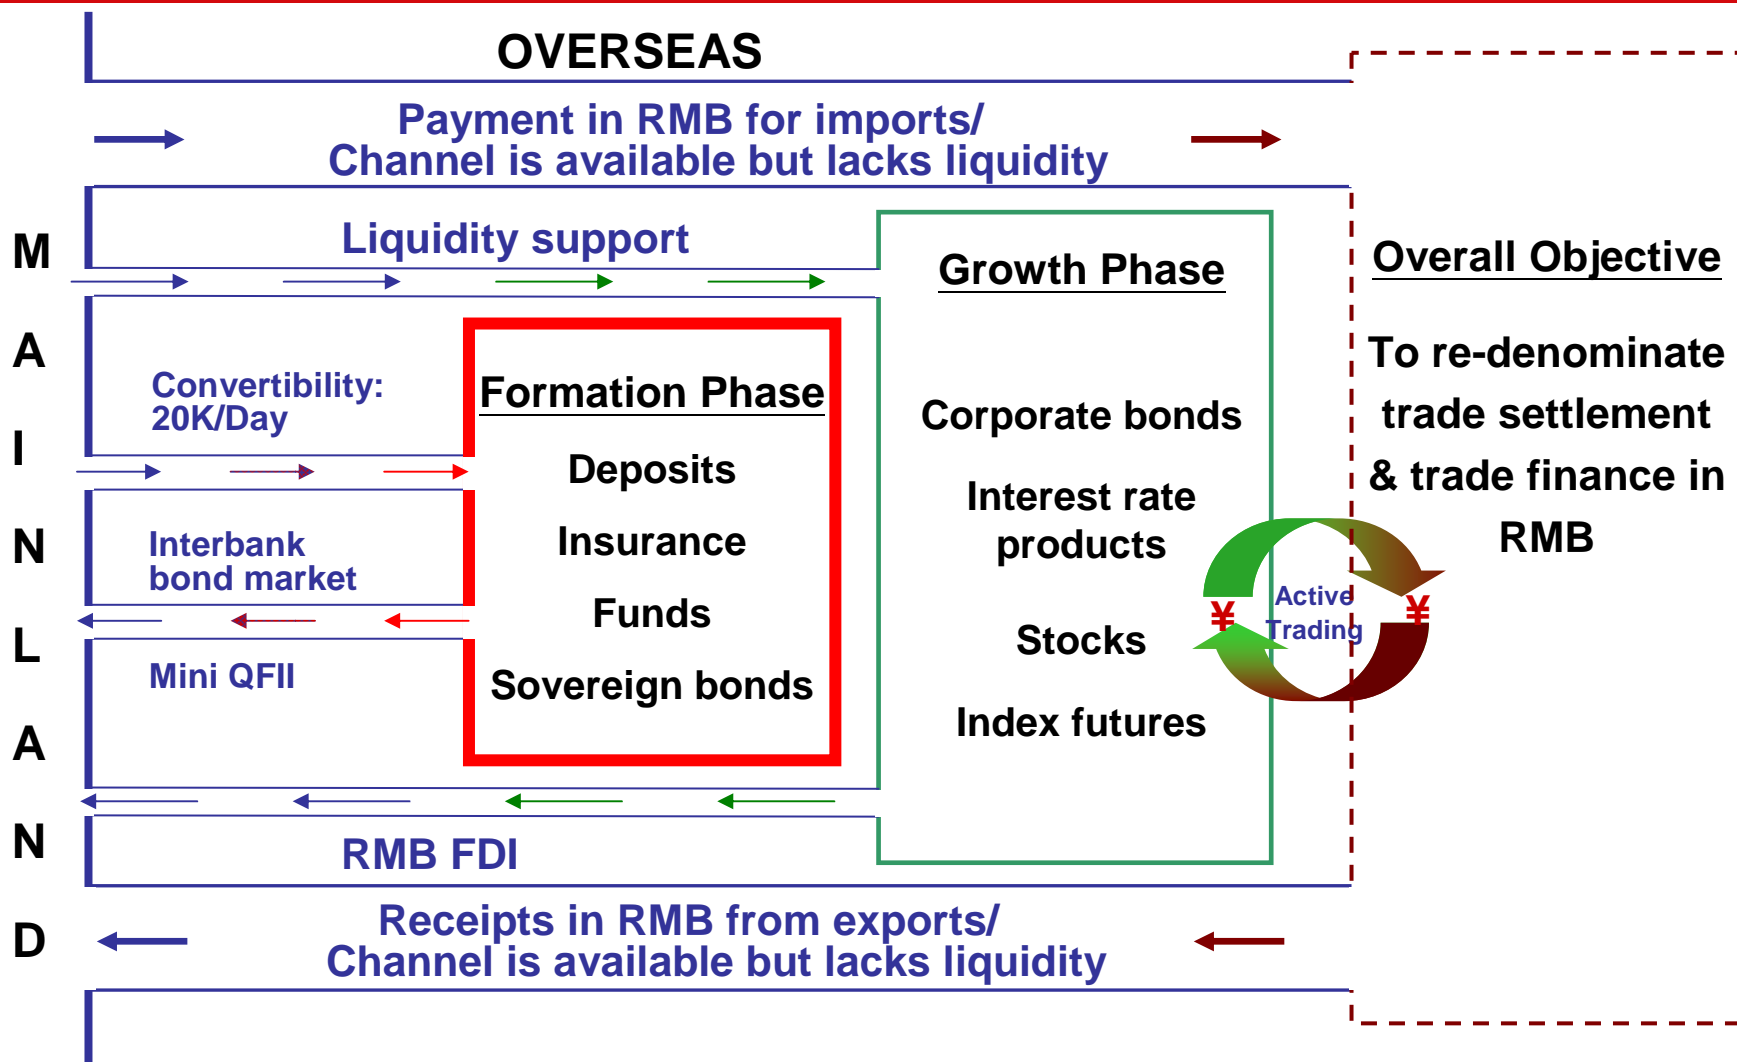 OVERSEAS
Payment in RMB for imports/
Channel is available but lacks liquidity
MAINLAND
Liquidity support
Convertibility:
20K/Day
Interbank
bond market
Mini QFII
RMB FDI
Formation Phase
Deposits
Insurance
Funds
Sovereign bonds
Growth Phase
Corporate bonds
Interest rate
products
Stocks
Index futures
¥
Active
Trading
¥
Overall Objective
To re-denominate
trade settlement
& trade finance in
RMB
Receipts in RMB from exports/
Channel is available but lacks liquidity